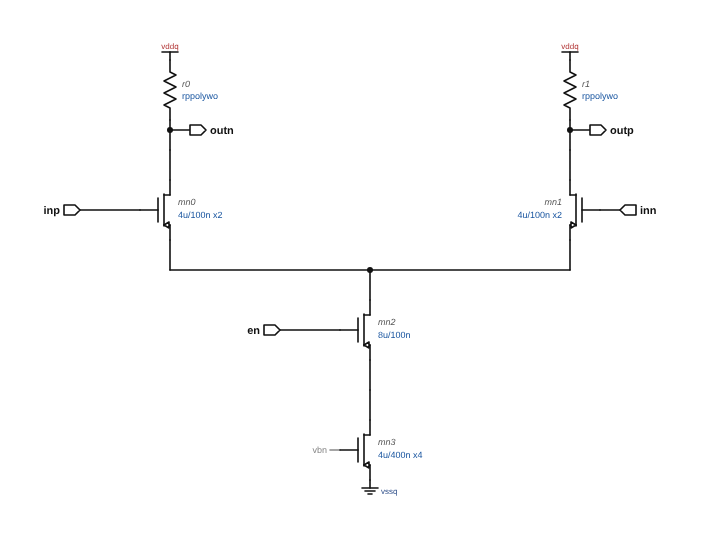 vddq
vddq
r0
rppolywo
r1
rppolywo
outn
outp
inp
mn0
4u/100n x2
mn1
4u/100n x2
inn
en
mn2
8u/100n
vbn
mn3
4u/400n x4
vssq